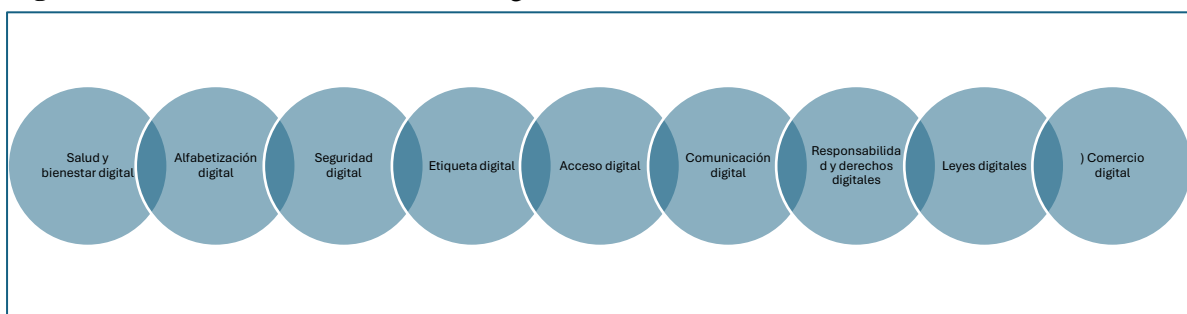 Salud y
bienestar digital
Alfabetización
digital
Seguridad
digital
Etiqueta digital
Acceso digital
Comunicación
digital
Responsabilida
d y derechos
digitales
Leyes digitales
) Comercio
digital